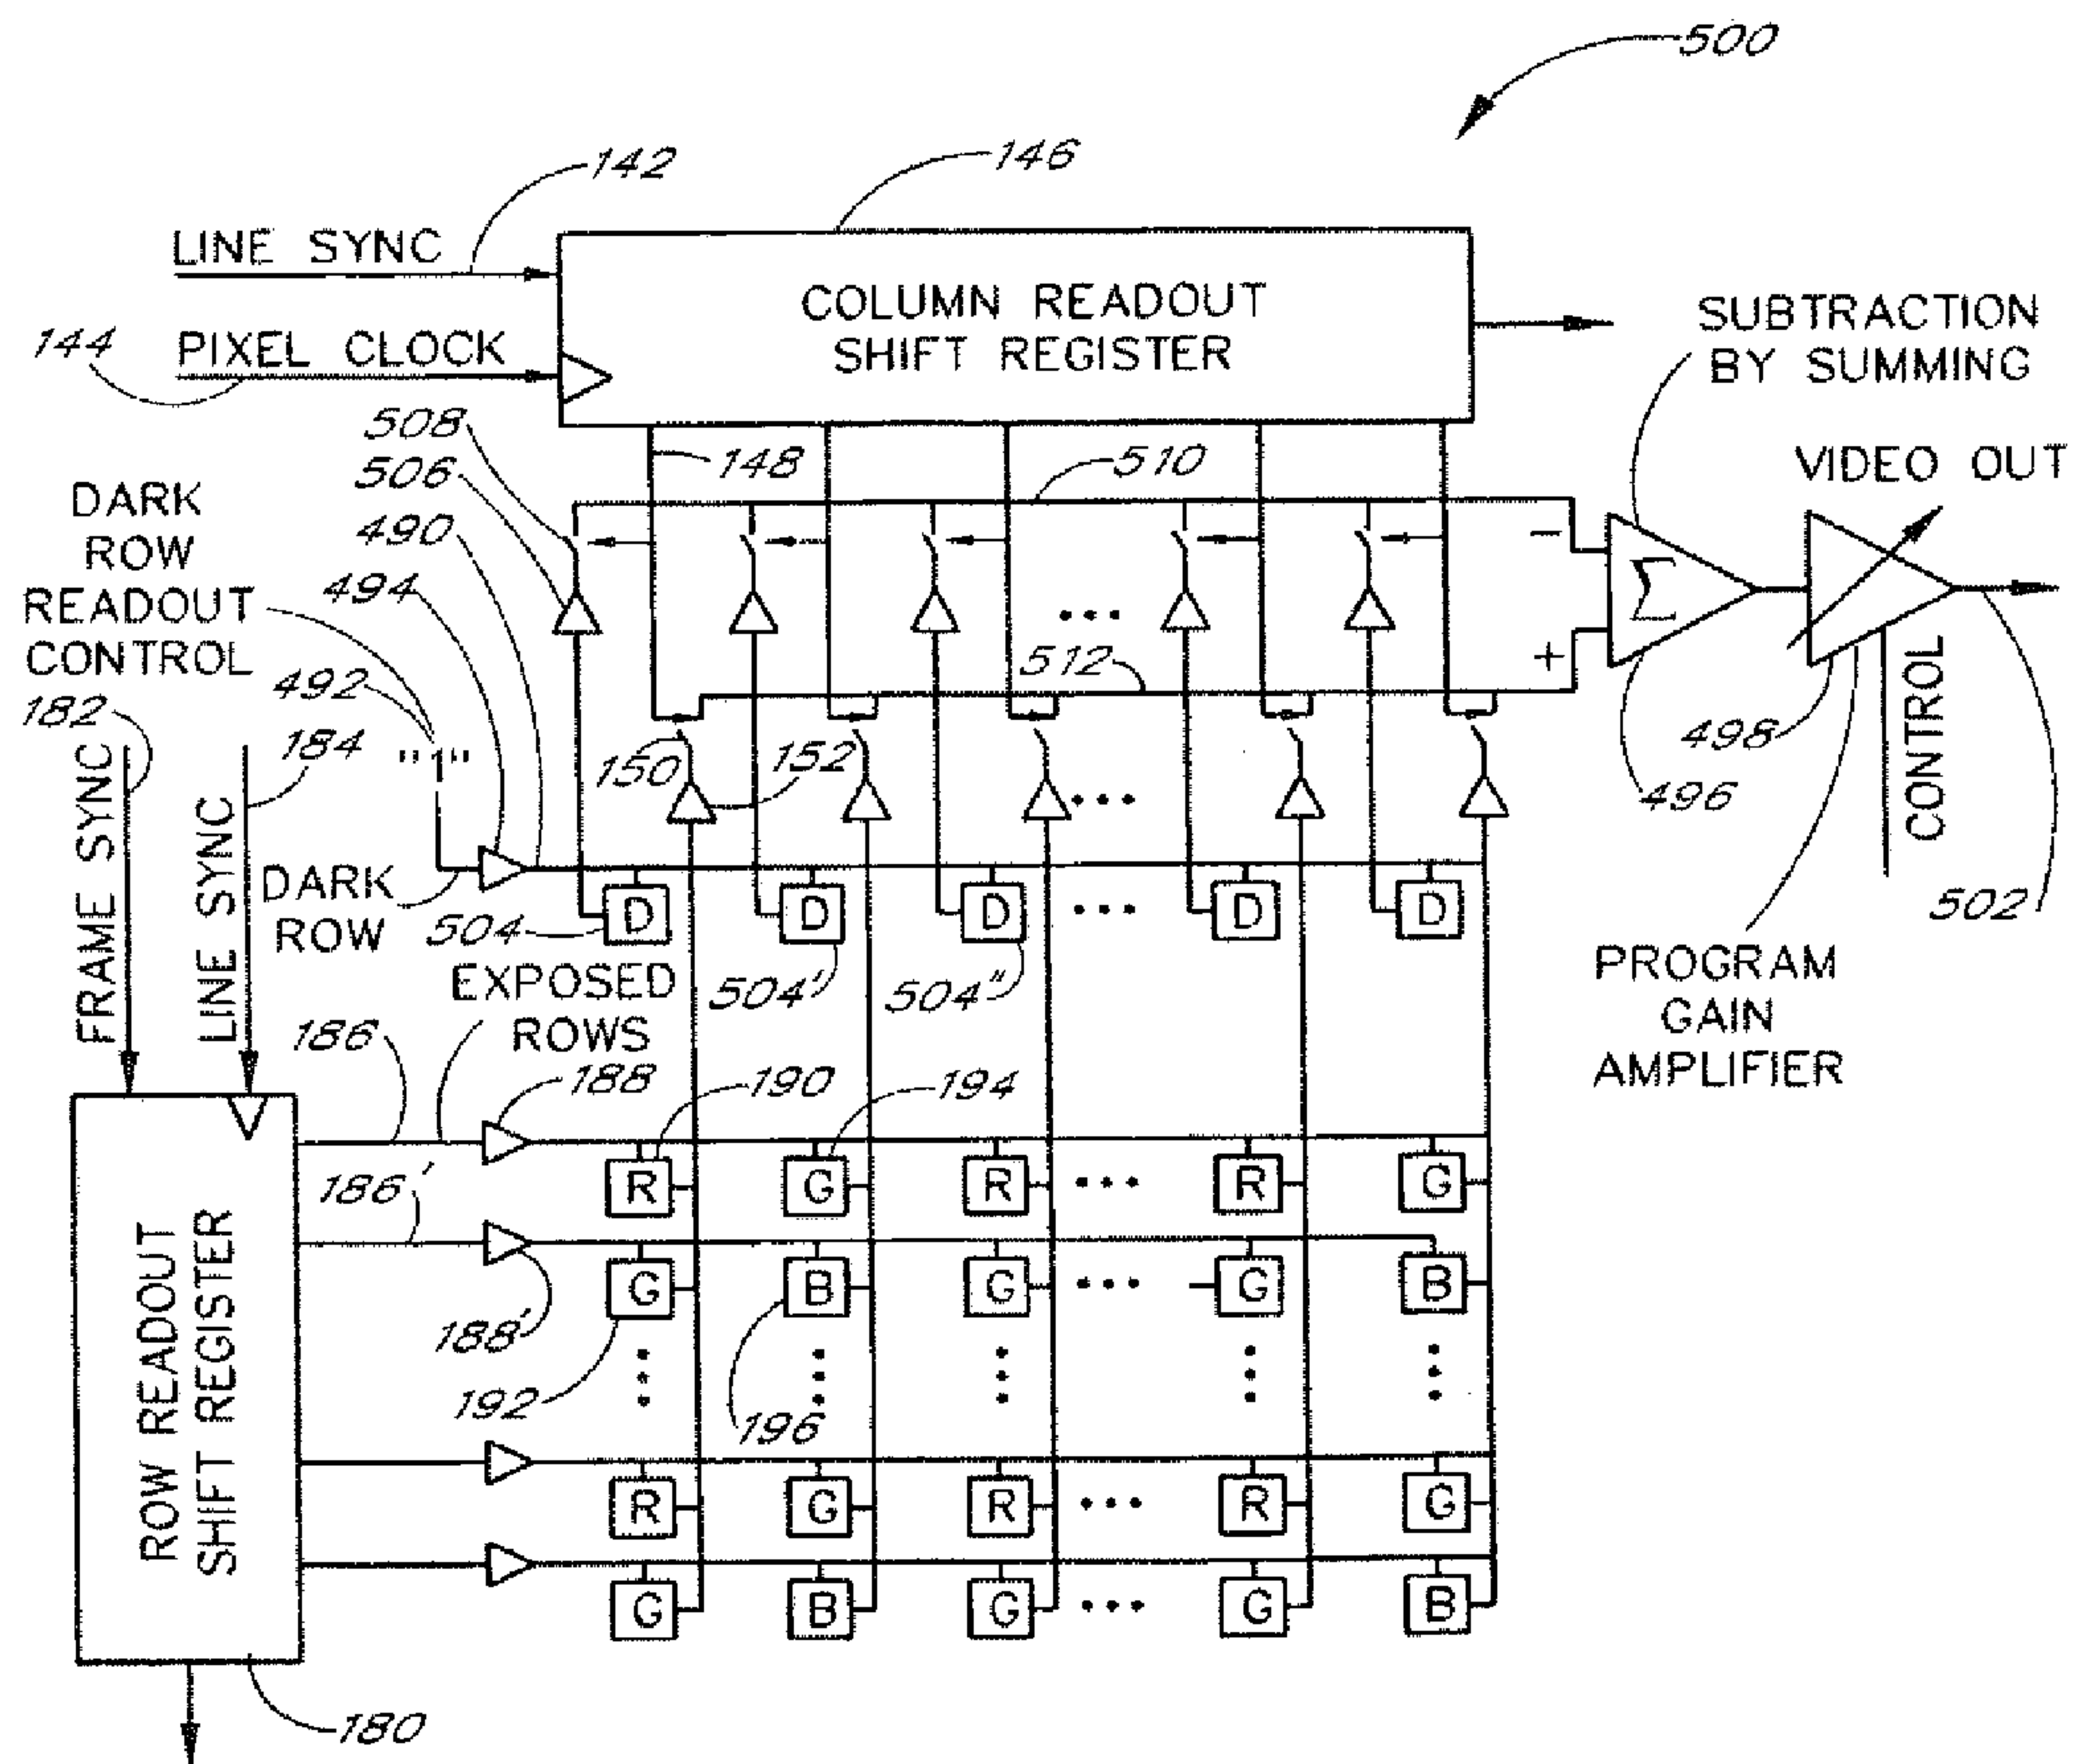 500
142
146
LINE SYNC
COLUMN READOUT
SHIFT REGISTER
SUBTRACTION
BY SUMMING
144
PIXEL CLOCK
508
148
510
VIDEO OUT
506
DARK
ROW
READOUT
CONTROL
490
494
−
Σ
+
512
492
"1"
182
184
150
152
498
496
CONTROL
FRAME SYNC
LINE SYNC
DARK
ROW
504
D D D ... D D
504' 504"
502
EXPOSED
ROWS
PROGRAM
GAIN
AMPLIFIER
186
188
190
194
R G R ... R G
186'
188'
G B G ... G B
192
196
ROW READOUT
SHIFT REGISTER
R G R ... R G
G B G ... G B
180